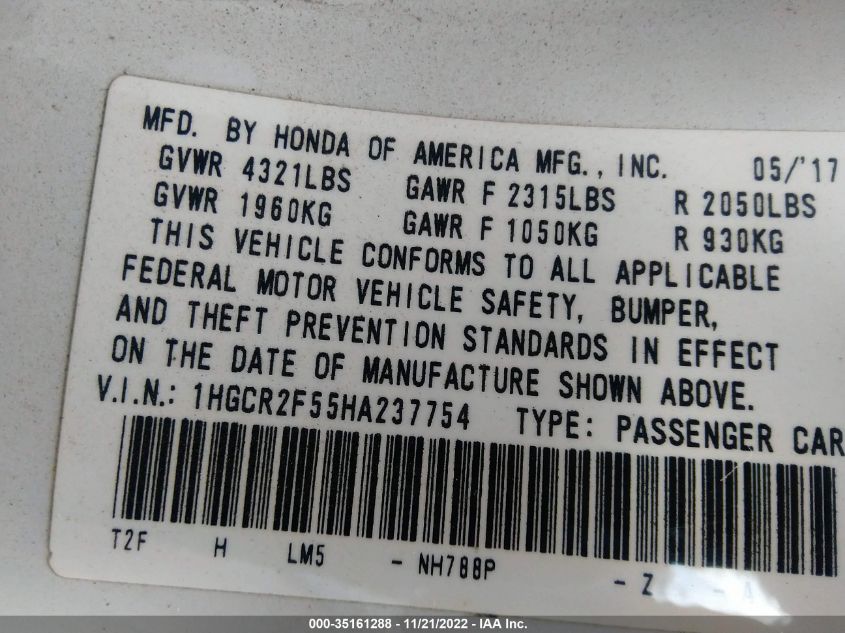 MFD. BY HONDA OF AMERICA MFG., INC. 05/'17
GVWR 4321LBS GAWR F 2315LBS R 2050LBS
GVWR 1960KG GAWR F 1050KG R 930KG
THIS VEHICLE CONFORMS TO ALL APPLICABLE
FEDERAL MOTOR VEHICLE SAFETY, BUMPER,
AND THEFT PREVENTION STANDARDS IN EFFECT
ON THE DATE OF MANUFACTURE SHOWN ABOVE.
V.I.N.: 1HGCR2F55HA237754 TYPE: PASSENGER CAR
T2F H LM5 - NH788P - Z - A
000-35161288 - 11/21/2022 - IAA Inc.